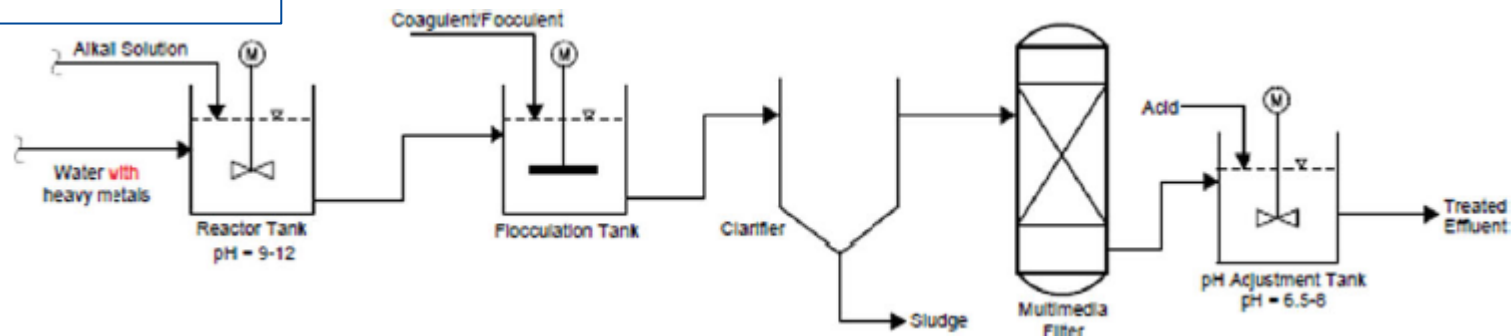 Coagulent/Focculent
Alkali Solution
M
M
Acid
M
Water with
heavy metals
Reactor Tank
pH = 9-12
Flocculation Tank
Clarifier
Sludge
Multimedia
Filter
pH Adjustment Tank
pH = 6.5-8
Treated
Effluent